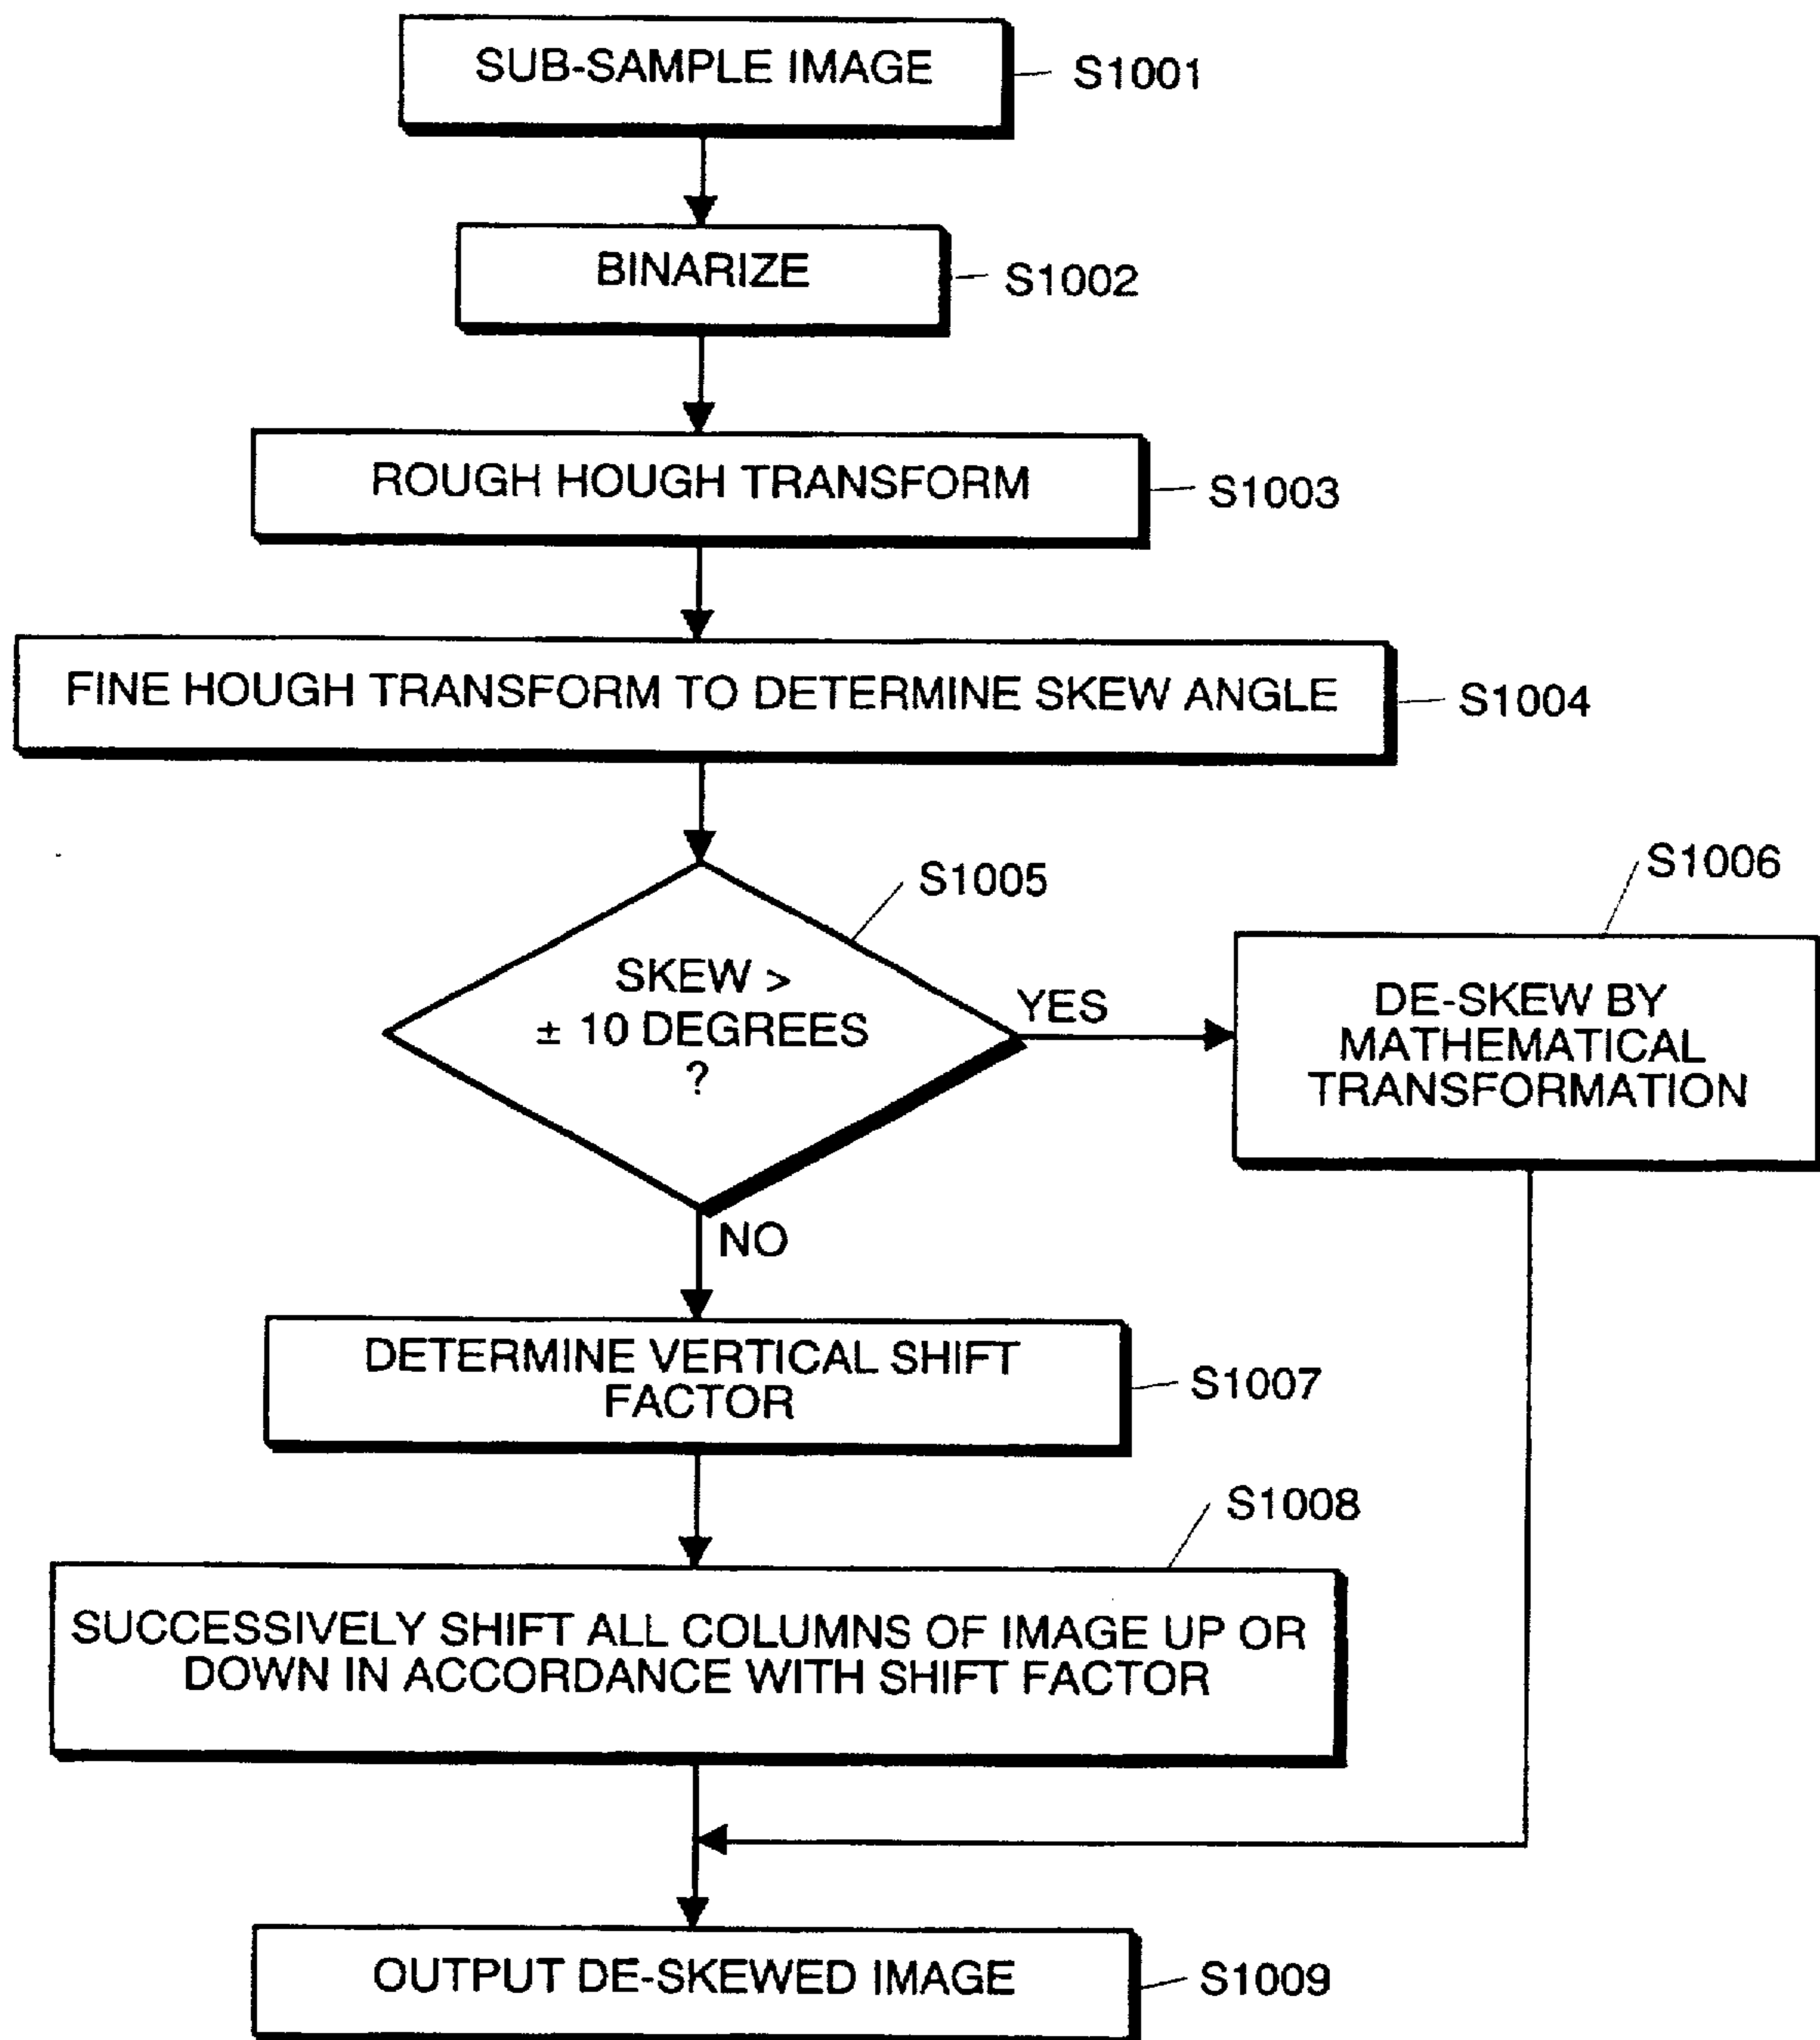 SUB-SAMPLE IMAGE
S1001
BINARIZE
S1002
ROUGH HOUGH TRANSFORM
S1003
FINE HOUGH TRANSFORM TO DETERMINE SKEW ANGLE
S1004
S1005
SKEW >
± 10 DEGREES
?
YES
S1006
DE-SKEW BY
MATHEMATICAL
TRANSFORMATION
NO
DETERMINE VERTICAL SHIFT
FACTOR
S1007
S1008
SUCCESSIVELY SHIFT ALL COLUMNS OF IMAGE UP OR
DOWN IN ACCORDANCE WITH SHIFT FACTOR
OUTPUT DE-SKEWED IMAGE
S1009